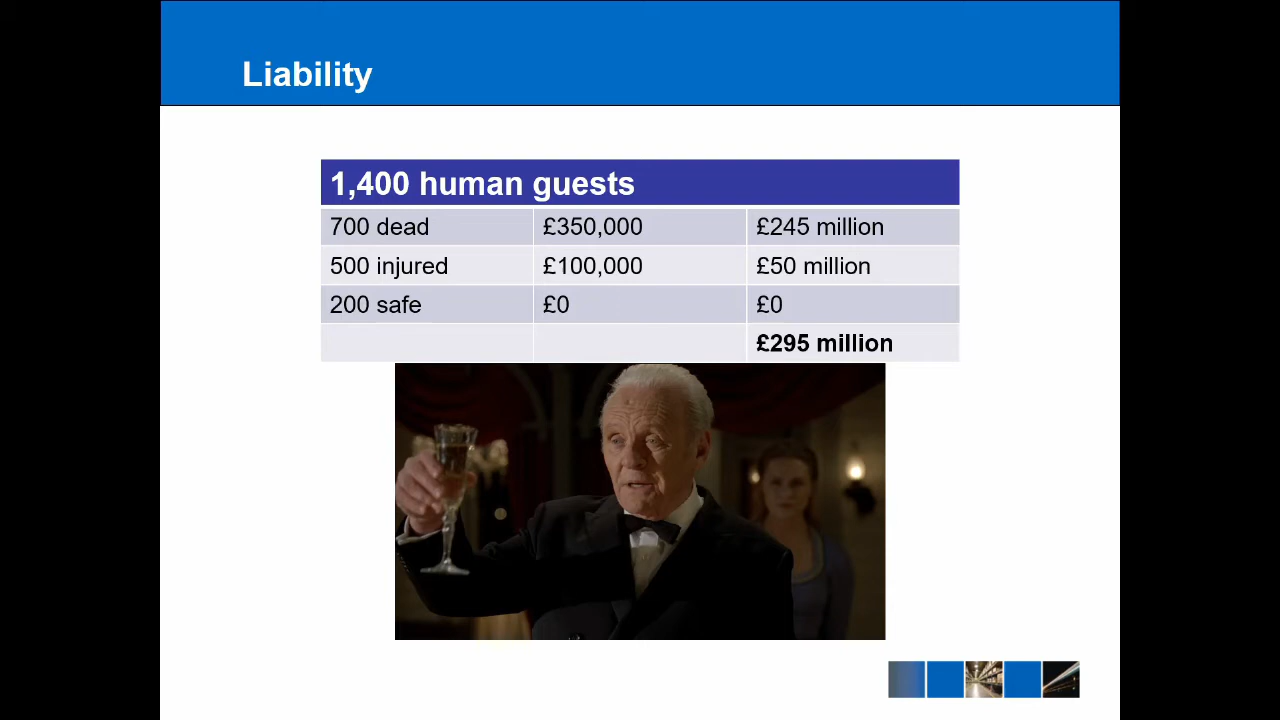 Liability
1,400 human guests
700 dead £350,000 £245 million
500 injured £100,000 £50 million
200 safe £0 £0
£295 million